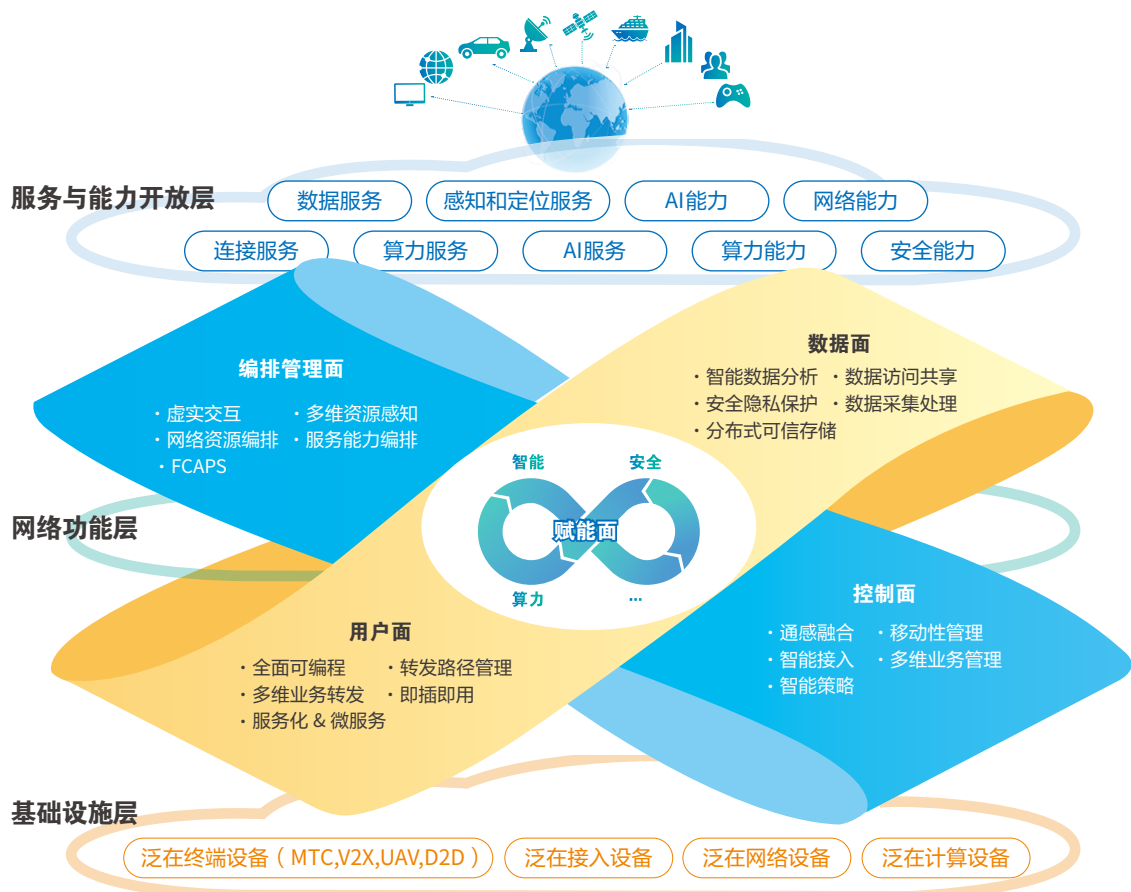 服务与能力开放层
数据服务
感知和定位服务
AI能力
网络能力
连接服务
算力服务
AI服务
算力能力
安全能力
编排管理面
·虚实交互
·多维资源感知
·网络资源编排
·服务能力编排
·FCAPS
数据面
·智能数据分析
·数据访问共享
·安全隐私保护
·数据采集处理
·分布式可信存储
网络功能层
智能
安全
赋能面
算力
...
用户面
·全面可编程
·转发路径管理
·多维业务转发
·即插即用
·服务化 & 微服务
控制面
·通感融合
·移动性管理
·智能接入
·多维业务管理
·智能策略
基础设施层
泛在终端设备（MTC,V2X,UAV,D2D）
泛在接入设备
泛在网络设备
泛在计算设备